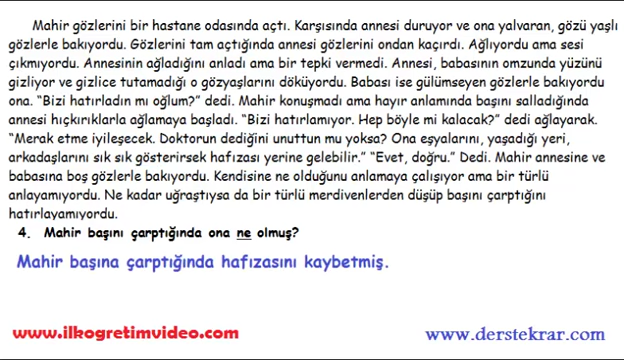 Mahir gözlerini bir hastane odasında açtı. Karşısında annesi duruyor ve ona yalvaran, gözü yaşlı
gözlerle bakıyordu. Gözlerini tam açtığında annesi gözlerini ondan kaçırdı. Ağlıyordu ama sesi
çıkmıyordu. Annesinin ağladığını anladı ama bir tepki vermedi. Annesi, babasının omzunda yüzünü
gizliyor ve gizlice tutamadığı o gözyaşlarını döküyordu. Babası ise gülümseyen gözlerle bakıyordu
ona. "Bizi hatırladın mı oğlum?" dedi. Mahir konuşmadı ama hayır anlamında başını salladığında
annesi hıçkırıklarla ağlamaya başladı. "Bizi hatırlamıyor. Hep böyle mi kalacak?" dedi ağlayarak.
"Merak etme iyileşecek. Doktorun dediğini unuttun mu yoksa? Ona eşyalarını, yaşadığı yeri,
arkadaşlarını sık sık gösterirsek hafızası yerine gelebilir." "Evet, doğru." Dedi. Mahir annesine ve
babasına boş gözlerle bakıyordu. Kendisine ne olduğunu anlamaya çalışıyor ama bir türlü
anlayamıyordu. Ne kadar uğraştıysa da bir türlü merdivenlerden düşüp başını çarptığını
hatırlayamıyordu.
4. Mahir başını çarptığında ona ne olmuş?
Mahir başına çarptığında hafızasını kaybetmiş.
www.ilkogretimvideo.com
www.derstekrar.com